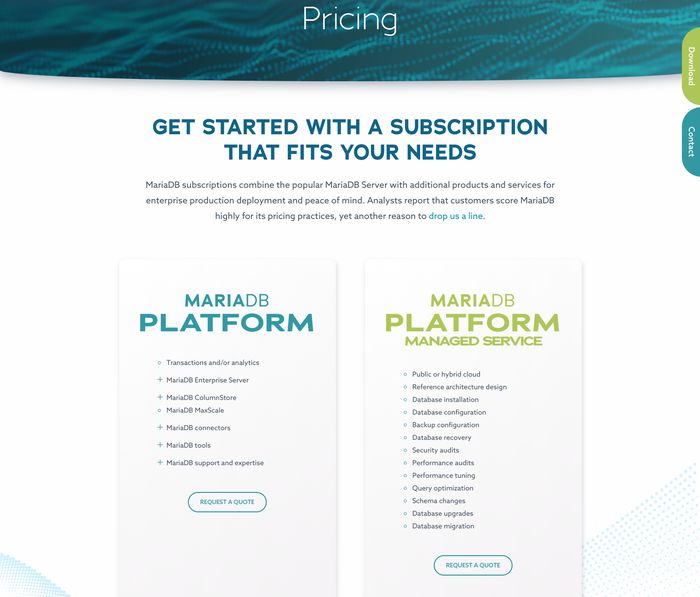 Pricing
Download
Contact
GET STARTED WITH A SUBSCRIPTION
THAT FITS YOUR NEEDS
MariaDB subscriptions combine the popular MariaDB Server with additional products and services for
enterprise production deployment and peace of mind. Analysts report that customers score MariaDB
highly for its pricing practices, yet another reason to drop us a line.
MARIADB
PLATFORM
Transactions and/or analytics
+ MariaDB Enterprise Server
+ MariaDB ColumnStore
MariaDB MaxScale
+ MariaDB connectors
+ MariaDB tools
+ MariaDB support and expertise
REQUEST A QUOTE
MARIADB
PLATFORM
MANAGED SERVICE
Public or hybrid cloud
Reference architecture design
Database installation
Database configuration
Backup configuration
Database recovery
Security audits
Performance audits
Performance tuning
Query optimization
Schema changes
Database upgrades
Database migration
REQUEST A QUOTE